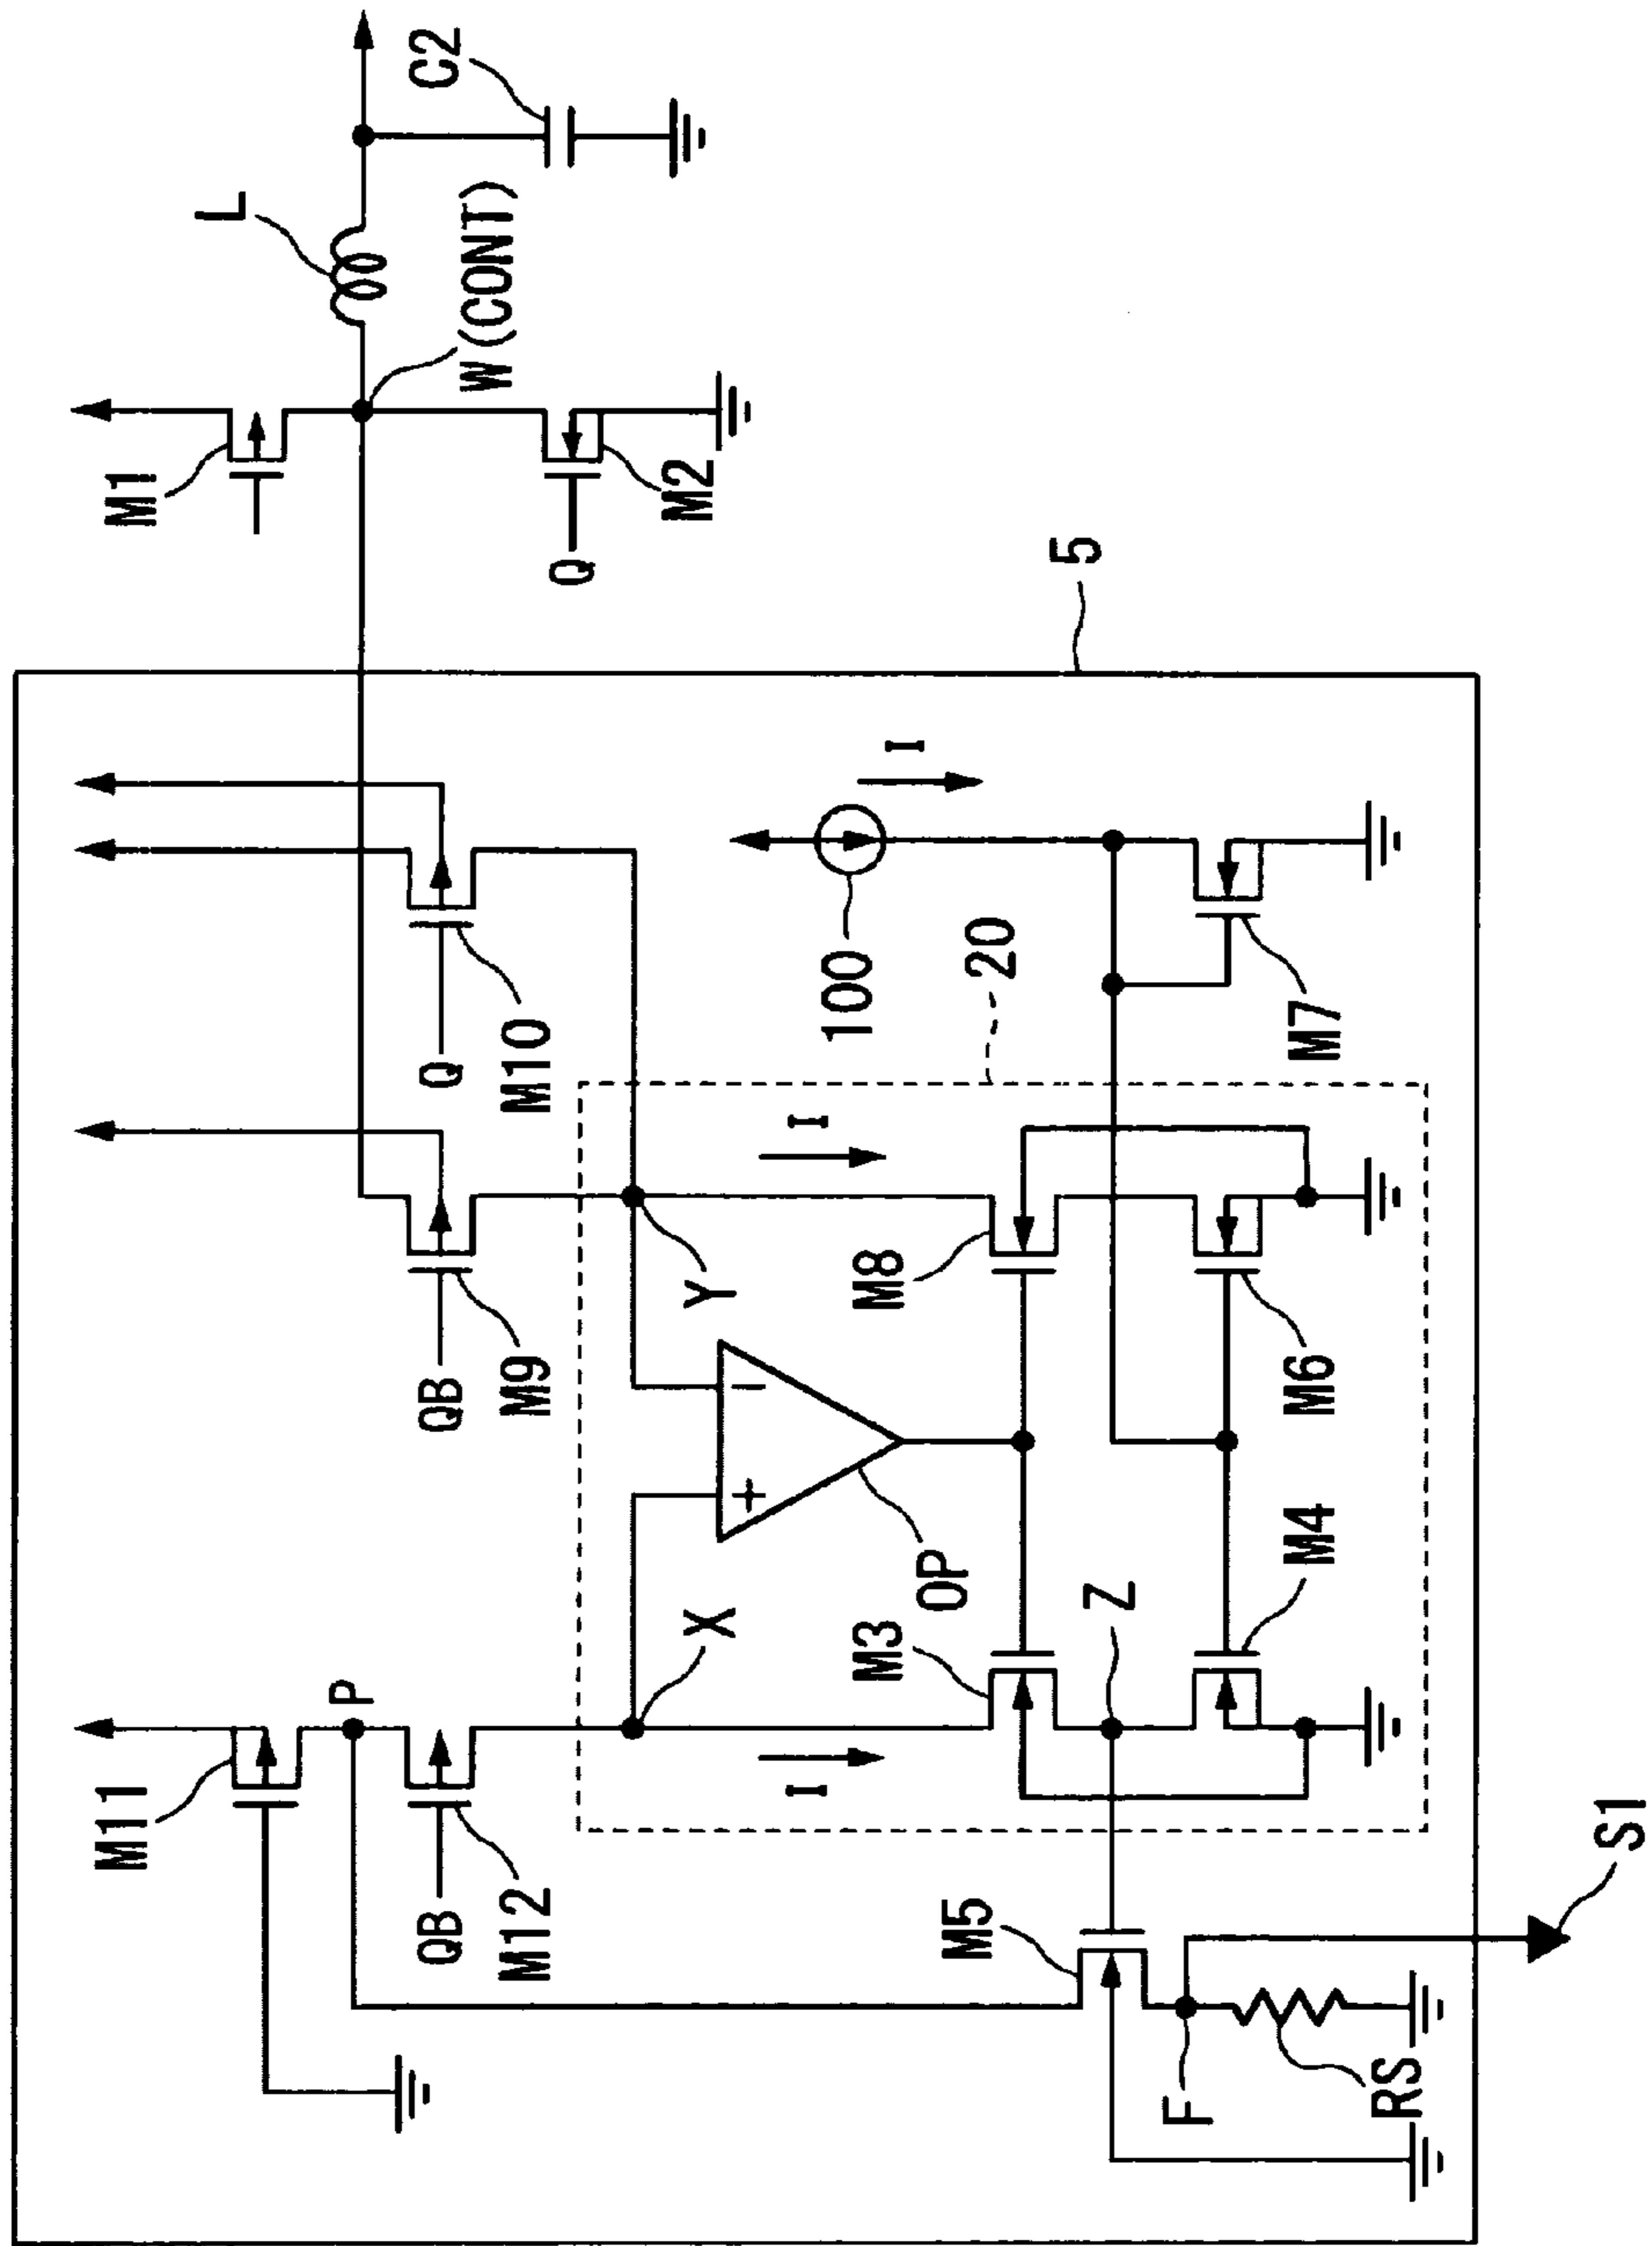 M1
L
C2
W(CONT)
M2
Q
5
M11
P
QB
M12
QB
M9
Q
M10
X
Y
I
I
I
100
20
+
−
OP
M3
M8
Z
M4
M6
M7
M5
F
RS
S1